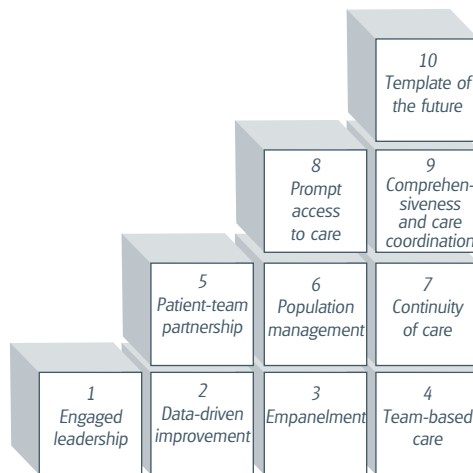 10
Template of
the future
8
Prompt
access
to care
9
Comprehen-
siveness
and care
coordination
5
Patient-team
partnership
6
Population
management
7
Continuity
of care
1
Engaged
leadership
2
Data-driven
improvement
3
Empanelment
4
Team-based
care